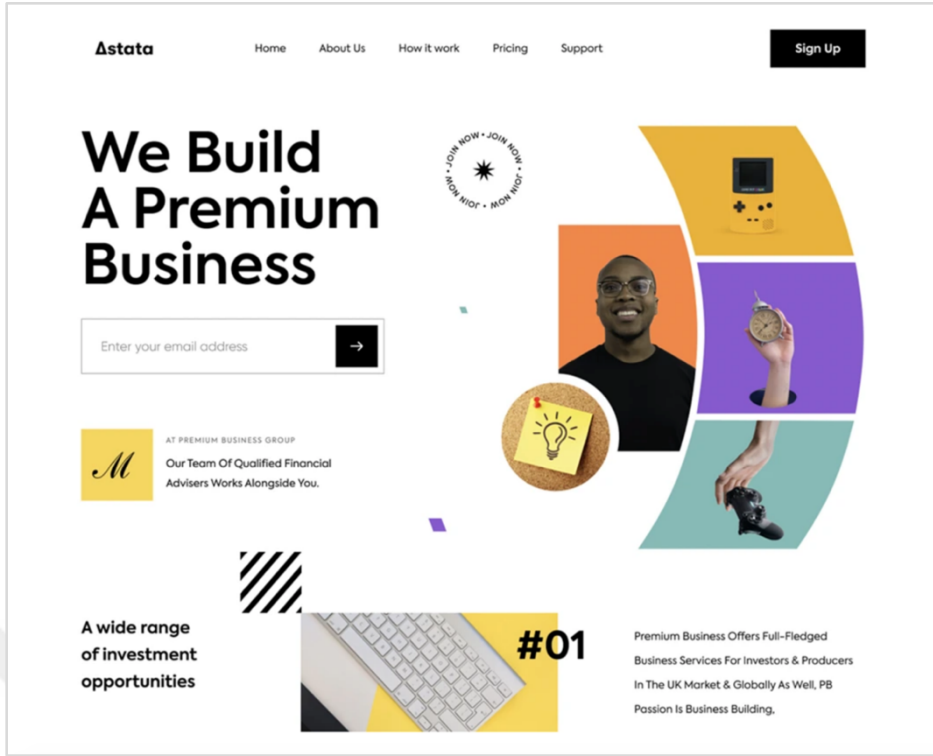 Δstata
Home
About Us
How it work
Pricing
Support
Sign Up
We Build
A Premium
Business
JOIN NOW • JOIN NOW • JOIN NOW • JOIN NOW •
Enter your email address
M
AT PREMIUM BUSINESS GROUP
Our Team Of Qualified Financial
Advisers Works Alongside You.
A wide range
of investment
opportunities
#01
Premium Business Offers Full-Fledged
Business Services For Investors & Producers
In The UK Market & Globally As Well, PB
Passion Is Business Building,